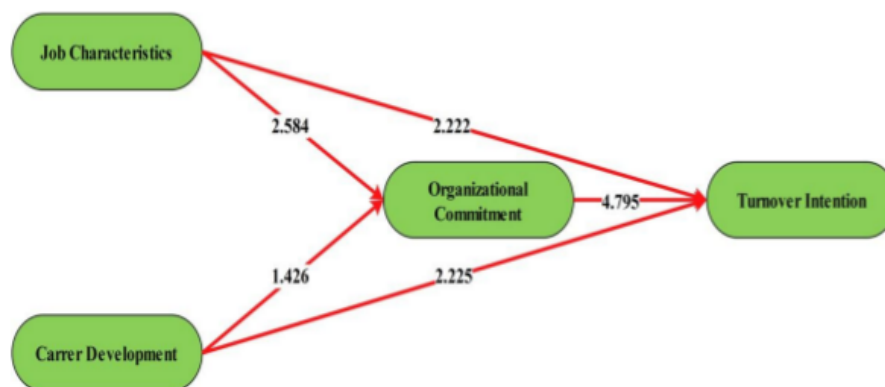 Job Characteristics
2.584
2.222
Organizational
Commitment
4.795
Turnover Intention
1.426
2.225
Carrer Development